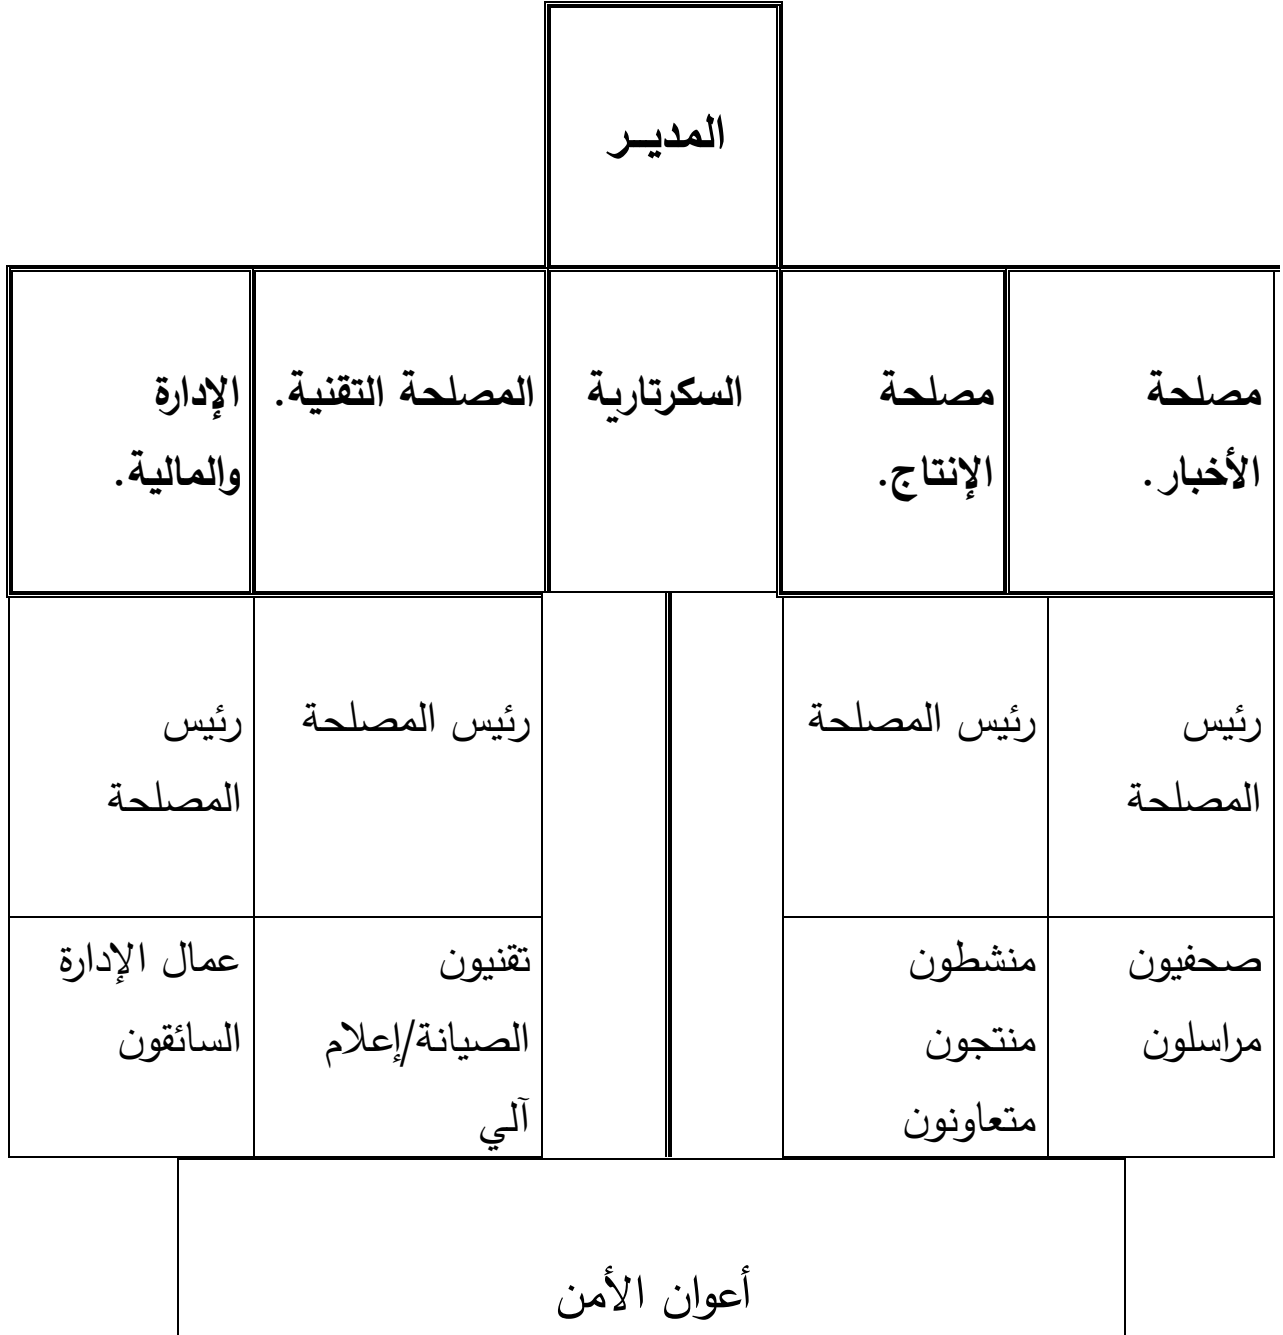 المديـر
مصلحة
الأخبار.
مصلحة
الإنتاج.
السكرتارية
المصلحة التقنية.
الإدارة
والمالية.
رئيس
المصلحة
رئيس المصلحة
رئيس المصلحة
رئيس
المصلحة
صحفيون
مراسلون
منشطون
منتجون
متعاونون
تقنيون
الصيانة/إعلام
آلي
عمال الإدارة
السائقون
أعوان الأمن